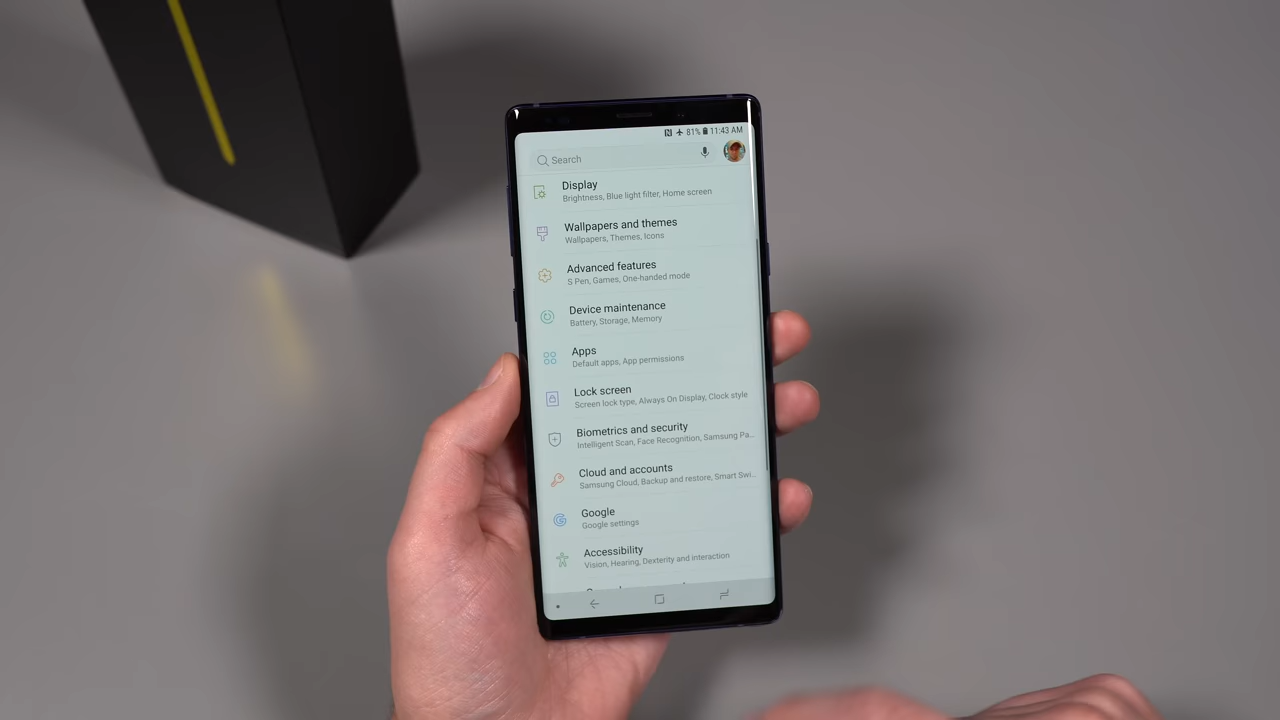 81% 11:43 AM
Search
Display
Brightness, Blue light filter, Home screen
Wallpapers and themes
Wallpapers, Themes, Icons
Advanced features
S Pen, Games, One-handed mode
Device maintenance
Battery, Storage, Memory
Apps
Default apps, App permissions
Lock screen
Screen lock type, Always On Display, Clock style
Biometrics and security
Intelligent Scan, Face Recognition, Samsung Pa...
Cloud and accounts
Samsung Cloud, Backup and restore, Smart Swi...
Google
Google settings
Accessibility
Vision, Hearing, Dexterity and interaction